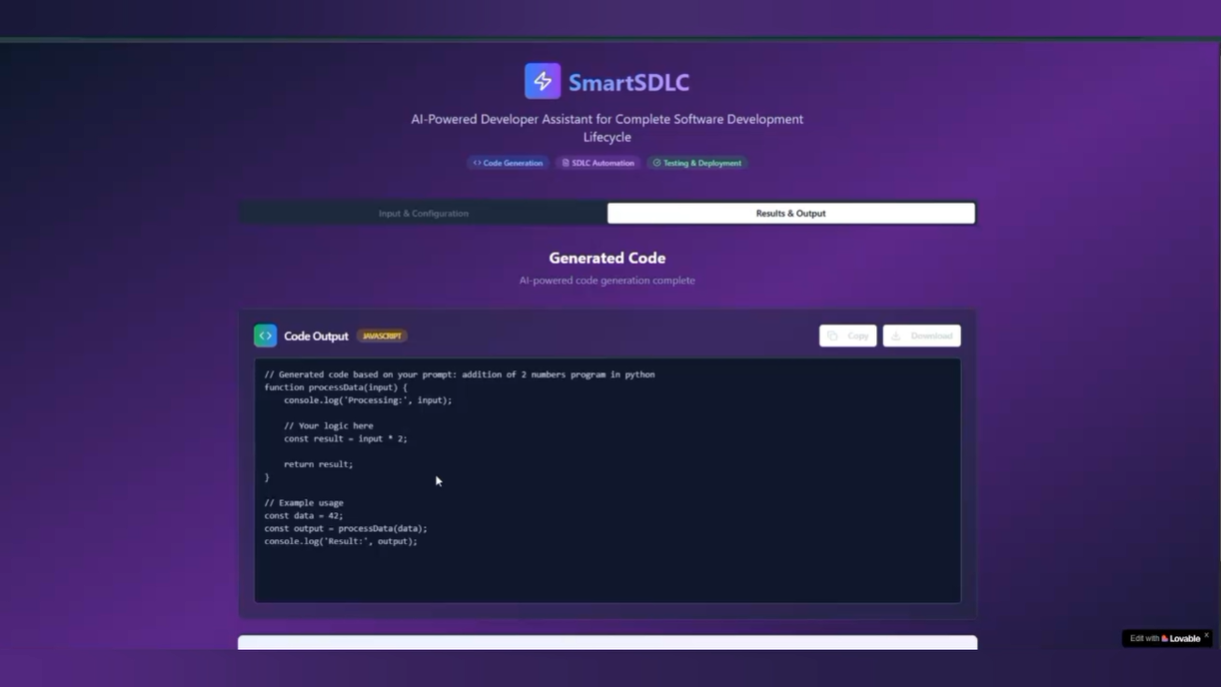 SmartSDLC
AI-Powered Developer Assistant for Complete Software Development
Lifecycle
<> Code Generation
SDLC Automation
Testing & Deployment
Input & Configuration
Results & Output
Generated Code
AI-powered code generation complete
<> Code Output
JAVASCRIPT
Copy
Download
// Generated code based on your prompt: addition of 2 numbers program in python
function processData(input) {
console.log('Processing:', input);
// Your logic here
const result = input * 2;
return result;
}
// Example usage
const data = 42;
const output = processData(data);
console.log('Result:', output);
Edit with Lovable
x